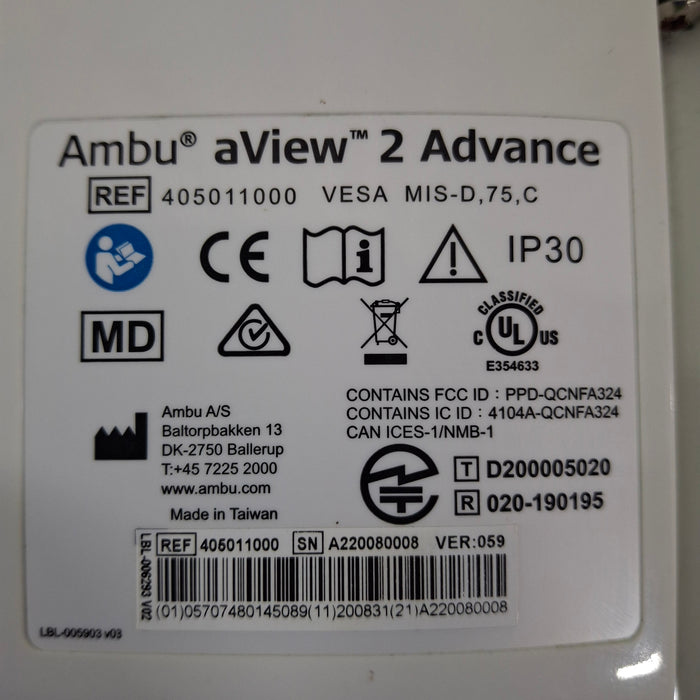 Ambu® aView™ 2 Advance
REF 405011000 VESA MIS-D,75,C
CE IP30
MD
CLASSIFIED
C UL US
E354633
Ambu A/S
Baltorpbakken 13
DK-2750 Ballerup
T:+45 7225 2000
www.ambu.com
Made in Taiwan
CONTAINS FCC ID : PPD-QCNFA324
CONTAINS IC ID : 4104A-QCNFA324
CAN ICES-1/NMB-1
T D200005020
R 020-190195
LBL-006293 V02
REF 405011000 SN A220080008 VER:059
(01)05707480145089(11)200831(21)A220080008
LBL-005903 v03